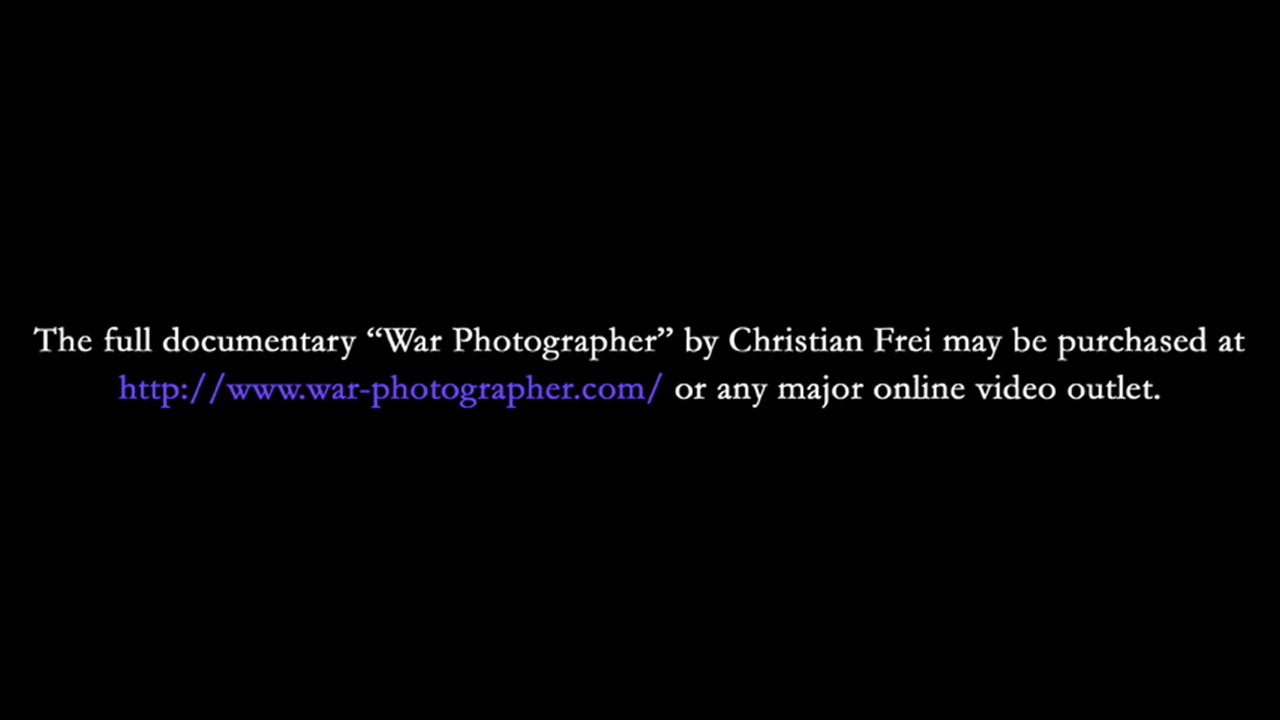 The full documentary “War Photographer” by Christian Frei may be purchased at
http://www.war-photographer.com/ or any major online video outlet.